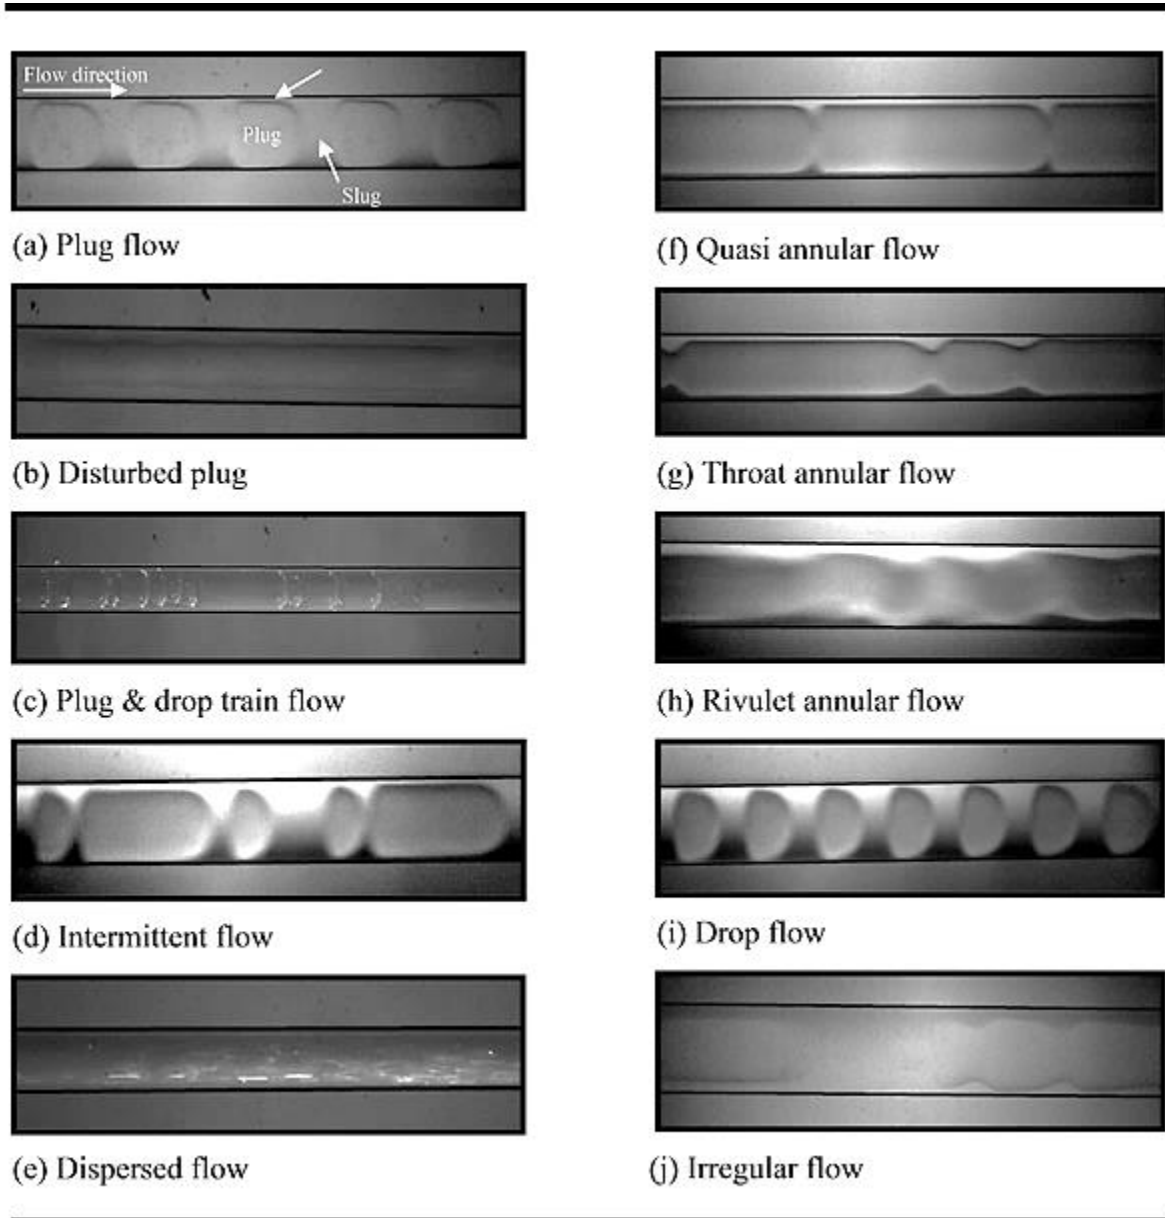 Flow direction
Plug
Slug
(a) Plug flow
(b) Disturbed plug
(c) Plug & drop train flow
(d) Intermittent flow
(e) Dispersed flow
(f) Quasi annular flow
(g) Throat annular flow
(h) Rivulet annular flow
(i) Drop flow
(j) Irregular flow